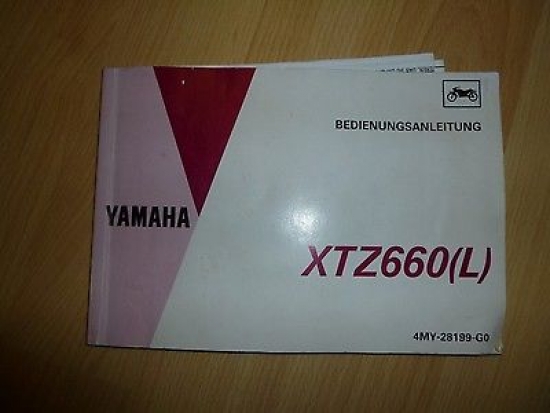 BEDIENUNGSANLEITUNG
YAMAHA
XTZ660(L)
4MY-28199-G0